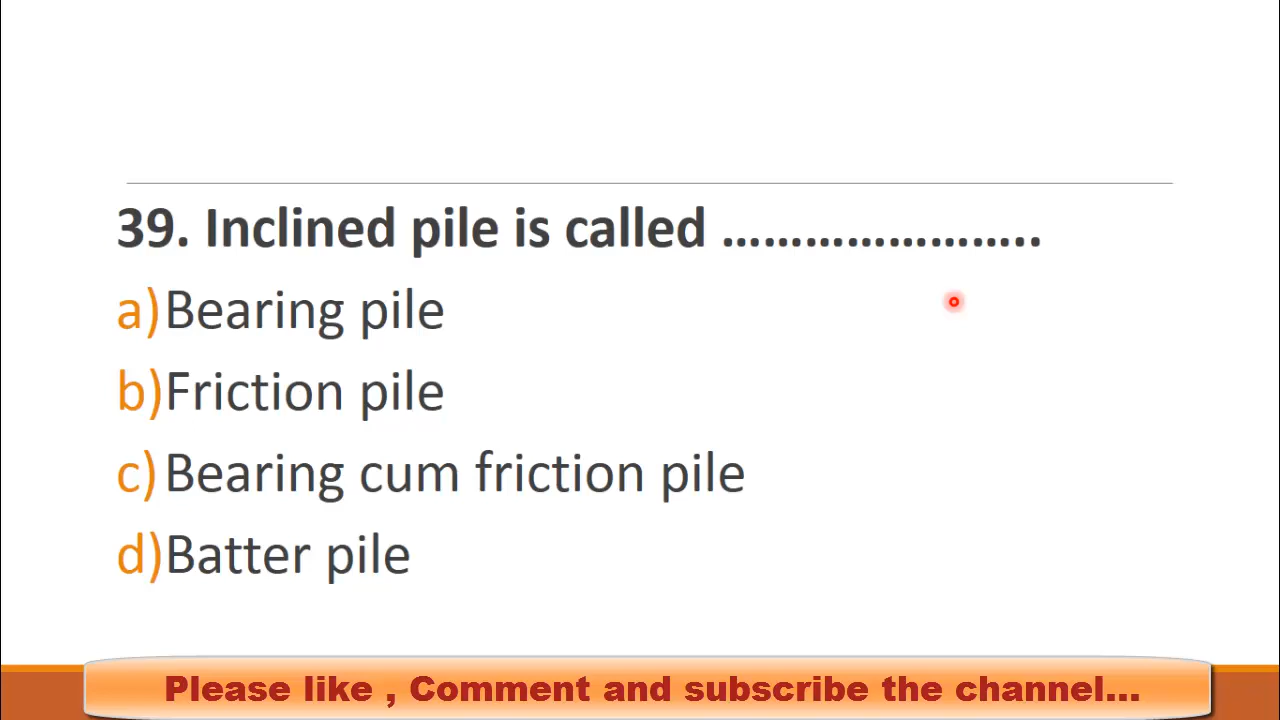 39. Inclined pile is called …………………..
a)Bearing pile
b)Friction pile
c)Bearing cum friction pile
d)Batter pile
Please like , Comment and subscribe the channel...